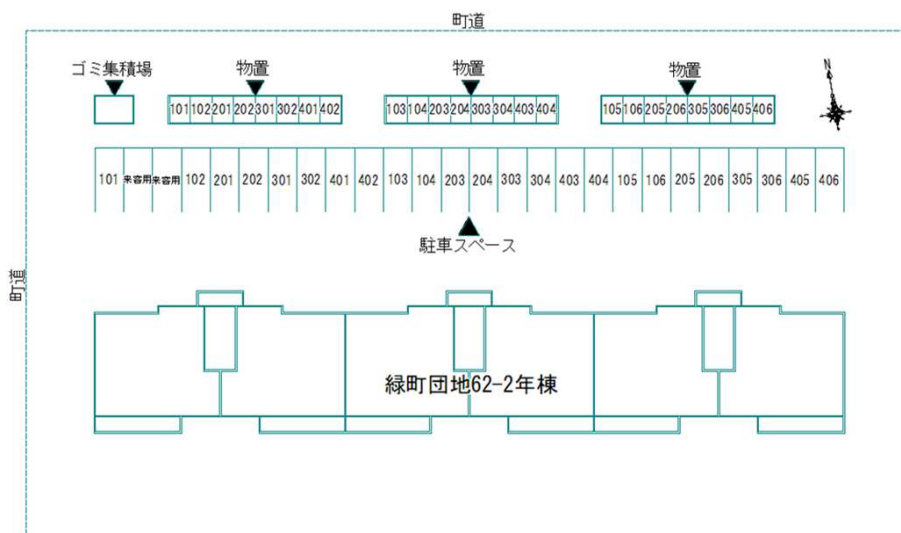 町道
ゴミ集積場 物置 物置 物置 N
101 102 201 202 301 302 401 402 103 104 203 204 303 304 403 404 105 106 205 206 305 306 405 406
101 来客用 来客用 102 201 202 301 302 401 402 103 104 203 204 303 304 403 404 105 106 205 206 305 306 405 406
駐車スペース
町道
緑町団地62-2年棟